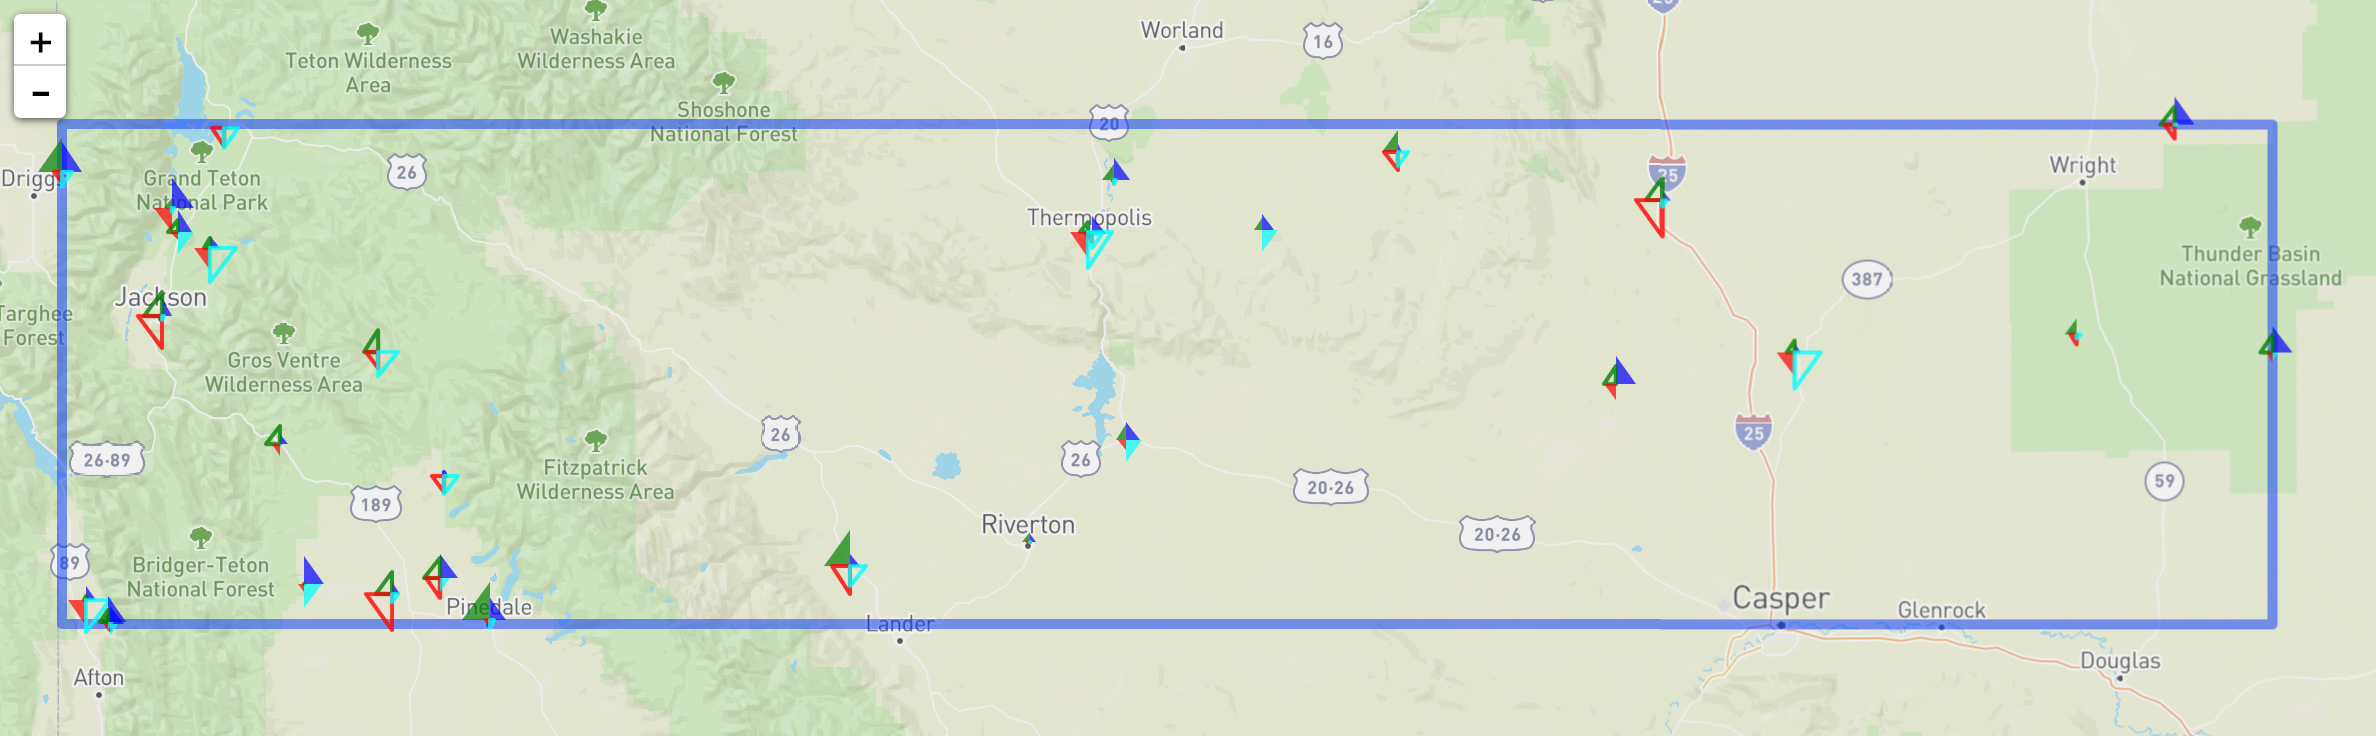 +
−
Teton Wilderness
Area
Washakie
Wilderness Area
Shoshone
National Forest
Worland
16
25
20
Driggs
Grand Teton
National Park
26
Thermopolis
25
Wright
Thunder Basin
National Grassland
387
Jackson
Targhee
Forest
Gros Ventre
Wilderness Area
26
26·89
189
Fitzpatrick
Wilderness Area
26
20·26
25
59
Riverton
20·26
89
Bridger-Teton
National Forest
Pinedale
Lander
Casper
Glenrock
Afton
Douglas